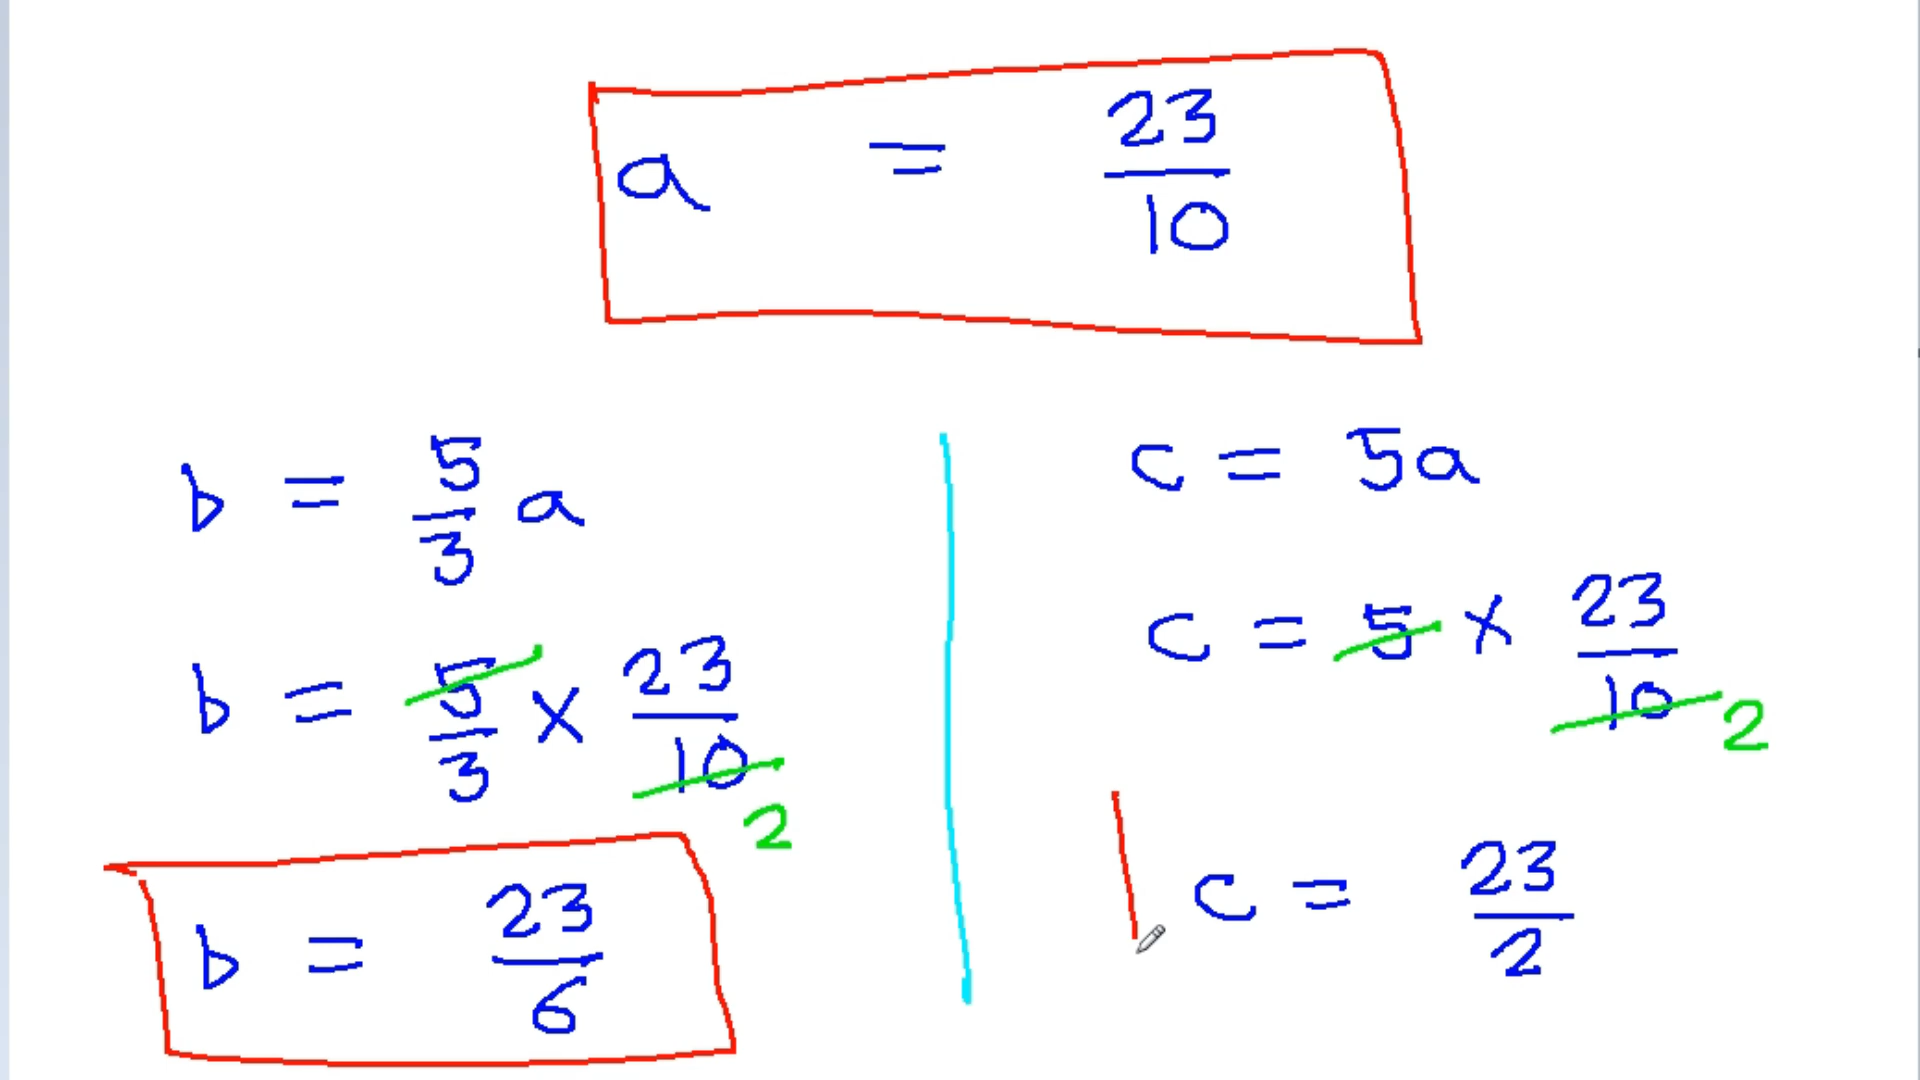 a = 23/10
b = 5/3 a
b = 5/3 × 23/10 2
b = 23/6
c = 5a
c = 5 × 23/10 2
c = 23/2